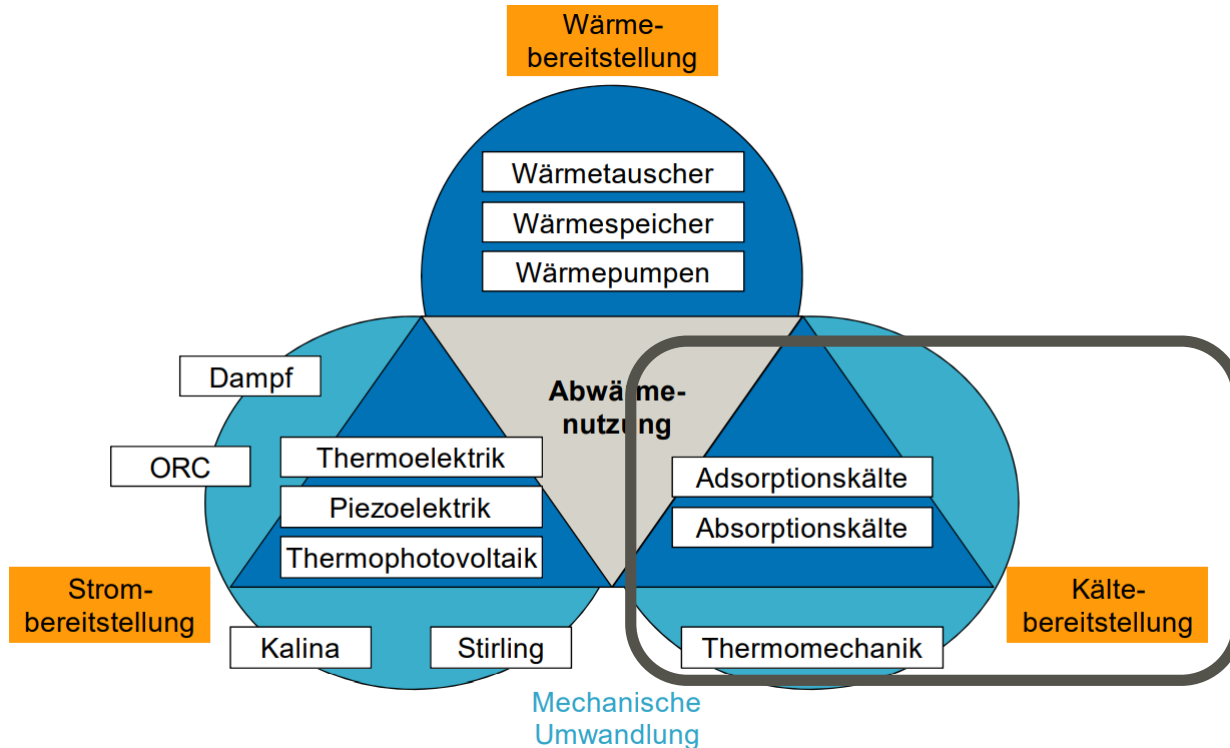 Wärme-
bereitstellung
Wärmetauscher
Wärmespeicher
Wärmepumpen
Dampf
ORC
Abwärme-
nutzung
Thermoelektrik
Piezoelektrik
Thermophotovoltaik
Adsorptionskälte
Absorptionskälte
Strom-
bereitstellung
Kälte-
bereitstellung
Kalina
Stirling
Thermomechanik
Mechanische
Umwandlung